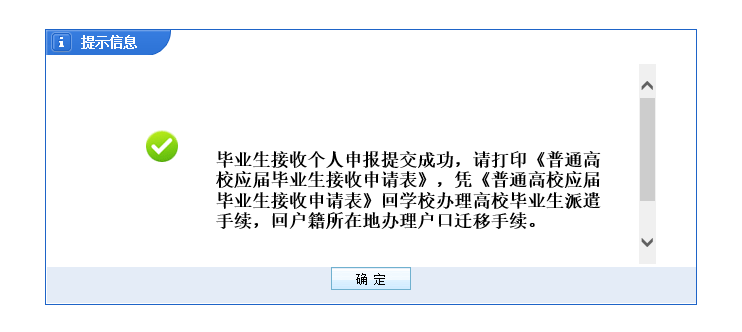 提示信息
毕业生接收个人申报提交成功，请打印《普通高
校应届毕业生接收申请表》，凭《普通高校应届
毕业生接收申请表》回学校办理高校毕业生派遣
手续，回户籍所在地办理户口迁移手续。
确 定